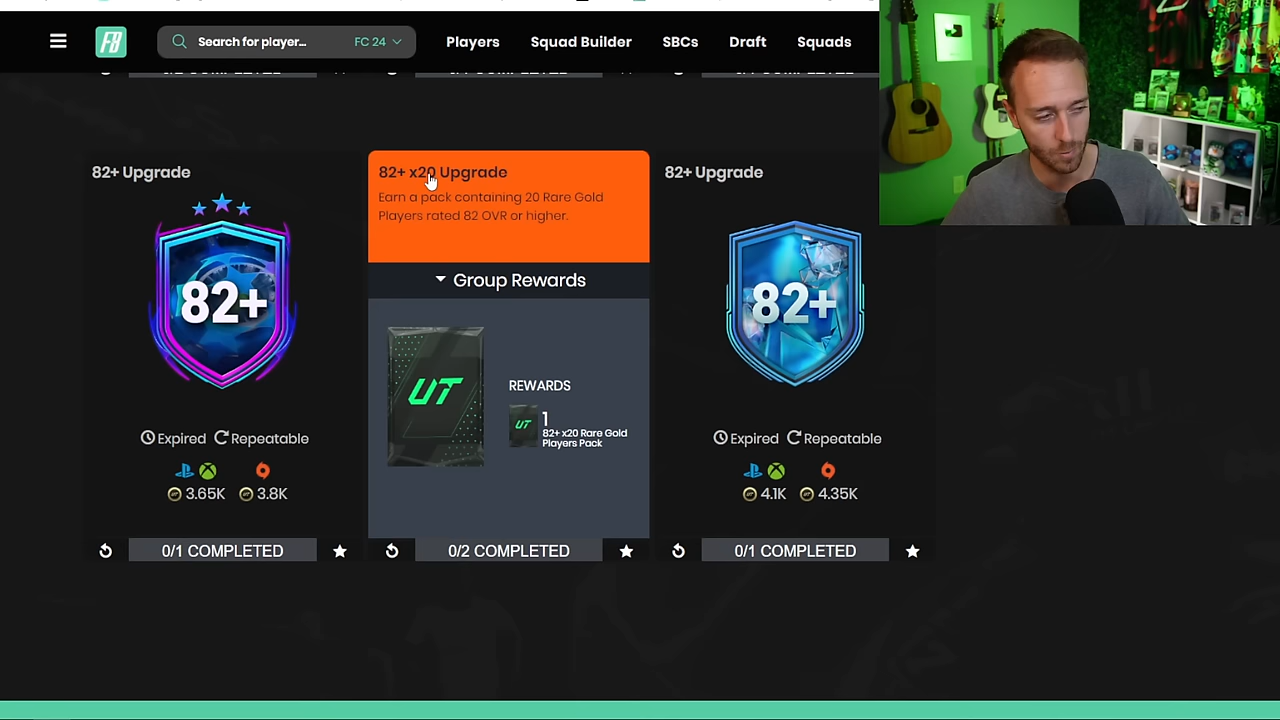 FB
Search for player...
FC 24
Players
Squad Builder
SBCs
Draft
Squads
82+ Upgrade
82+
Expired
Repeatable
3.65K
3.8K
0/1 COMPLETED
82+ x20 Upgrade
Earn a pack containing 20 Rare Gold
Players rated 82 OVR or higher.
Group Rewards
UT
REWARDS
UT
1
82+ x20 Rare Gold
Players Pack
0/2 COMPLETED
82+ Upgrade
82+
Expired
Repeatable
4.1K
4.35K
0/1 COMPLETED